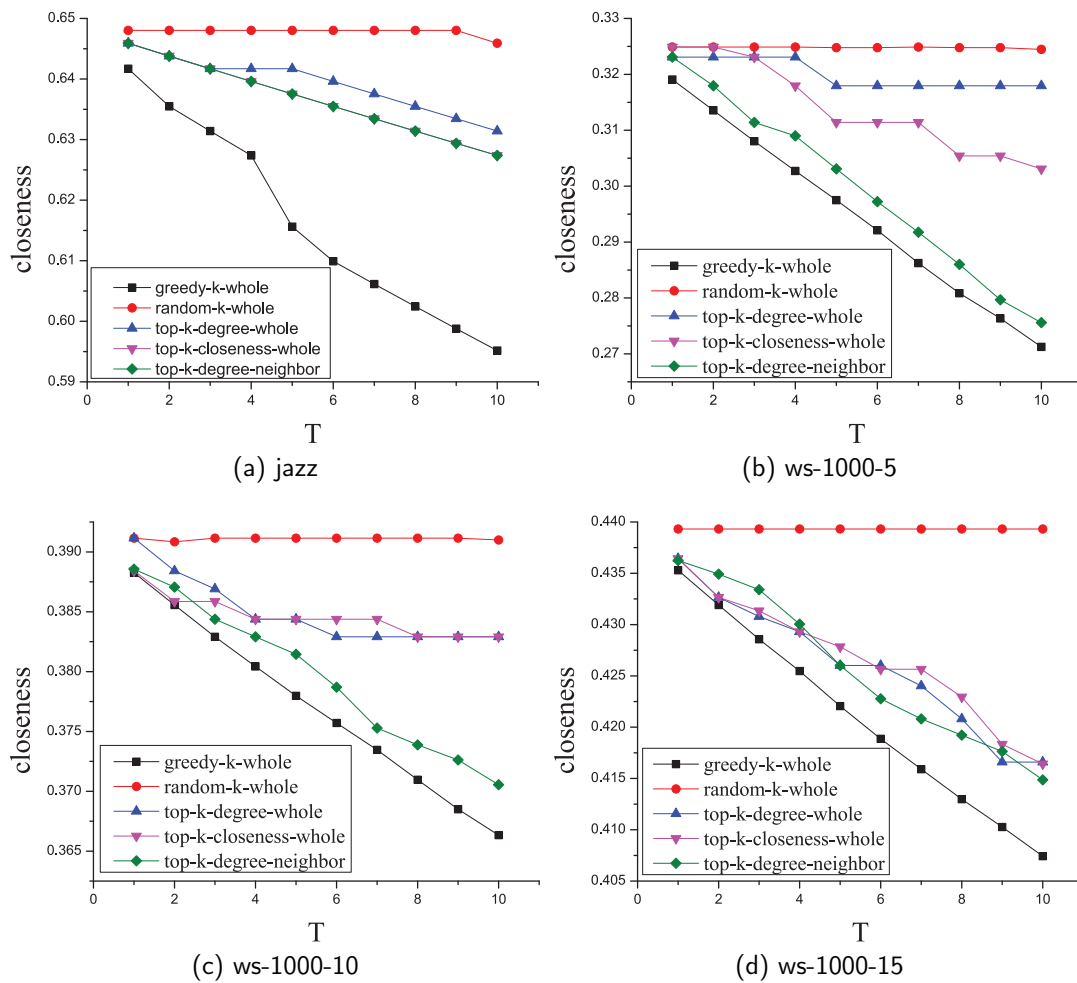 0.65
0.64
0.63
0.62
0.61
0.60
0.59
closeness
greedy-k-whole
random-k-whole
top-k-degree-whole
top-k-closeness-whole
top-k-degree-neighbor
0 2 4 6 8 10
T
(a) jazz
0.33
0.32
0.31
0.30
0.29
0.28
0.27
closeness
greedy-k-whole
random-k-whole
top-k-degree-whole
top-k-closeness-whole
top-k-degree-neighbor
0 2 4 6 8 10
T
(b) ws-1000-5
0.390
0.385
0.380
0.375
0.370
0.365
closeness
greedy-k-whole
random-k-whole
top-k-degree-whole
top-k-closeness-whole
top-k-degree-neighbor
0 2 4 6 8 10
T
(c) ws-1000-10
0.440
0.435
0.430
0.425
0.420
0.415
0.410
0.405
closeness
greedy-k-whole
random-k-whole
top-k-degree-whole
top-k-closeness-whole
top-k-degree-neighbor
0 2 4 6 8 10
T
(d) ws-1000-15